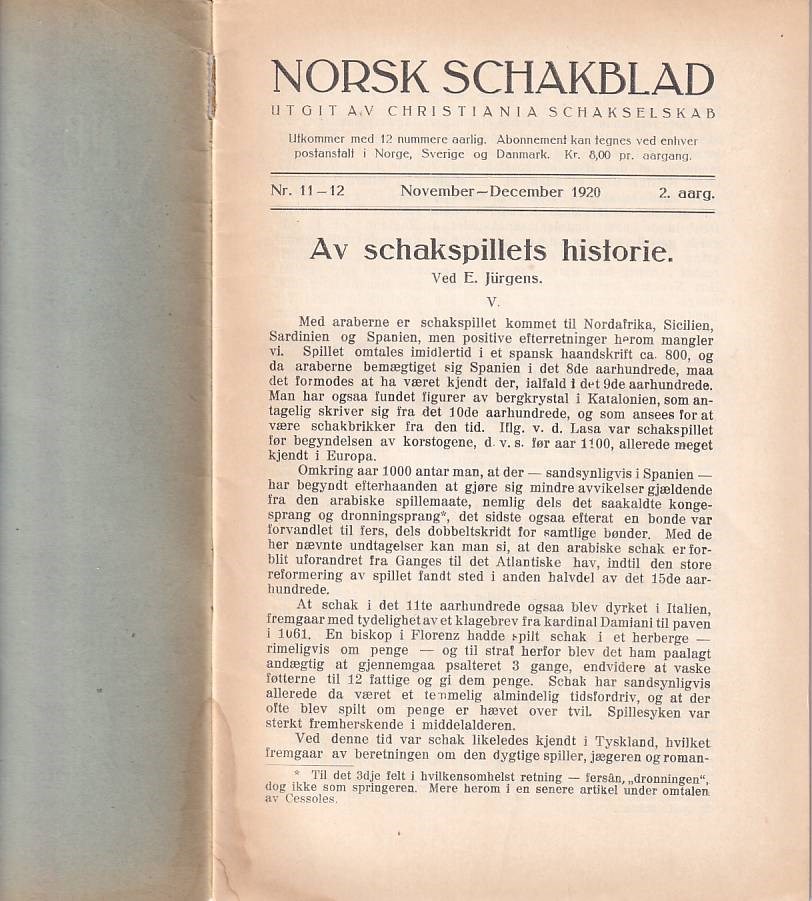 NORSK SCHAKBLAD
UTGIT AV CHRISTIANIA SCHAKSELSKAB
Utkommer med 12 nummere aarlig. Abonnement kan tegnes ved enhver
postanstalt i Norge, Sverige og Danmark. Kr. 8,00 pr. aargang.
Nr. 11—12 November—December 1920 2. aarg.
Av schakspillets historie.
Ved E. Jürgens.
V.
Med araberne er schakspillet kommet til Nordafrika, Sicilien,
Sardinien og Spanien, men positive efterretninger herom mangler
vi. Spillet omtales imidlertid i et spansk haandskrift ca. 800, og
da araberne bemægtiget sig Spanien i det 8de aarhundrede, maa
det formodes at ha været kjendt der, ialfald i det 9de aarhundrede.
Man har ogsaa fundet figurer av bergkrystal i Katalonien, som an-
tagelig skriver sig fra det 10de aarhundrede, og som ansees for at
være schakbrikker fra den tid. Iflg. v. d. Lasa var schakspillet
før begyndelsen av korstogene, d. v. s. før aar 1100, allerede meget
kjendt i Europa.
Omkring aar 1000 antar man, at der — sandsynligvis i Spanien —
har begyndt efterhaanden at gjøre sig mindre avvikelser gjældende
fra den arabiske spillemaate, nemlig dels det saakaldte konge-
sprang og dronningsprang*, det sidste ogsaa efterat en bonde var
forvandlet til fers, dels dobbeltskridt for samtlige bønder. Med de
her nævnte undtagelser kan man si, at den arabiske schak er for-
blit uforandret fra Ganges til det Atlantiske hav, indtil den store
reformering av spillet fandt sted i anden halvdel av det 15de aar-
hundrede.
At schak i det 11te aarhundrede ogsaa blev dyrket i Italien,
fremgaar med tydelighet av et klagebrev fra kardinal Damiani til paven
i 1061. En biskop i Florenz hadde spilt schak i et herberge —
rimeligvis om penge — og til straf herfor blev det ham paalagt
andægtig at gjennemgaa psalteret 3 gange, endvidere at vaske
føtterne til 12 fattige og gi dem penge. Schak har sandsynligvis
allerede da været et temmelig almindelig tidsfordriv, og at der
ofte blev spilt om penge er hævet over tvil. Spillesyken var
sterkt fremherskende i middelalderen.
Ved denne tid var schak likeledes kjendt i Tyskland, hvilket
fremgaar av beretningen om den dygtige spiller, jægeren og roman-
* Til det 3dje felt i hvilkensomhelst retning — fersân, „dronningen“,
dog ikke som springeren. Mere herom i en senere artikel under omtalen
av Cessoles.